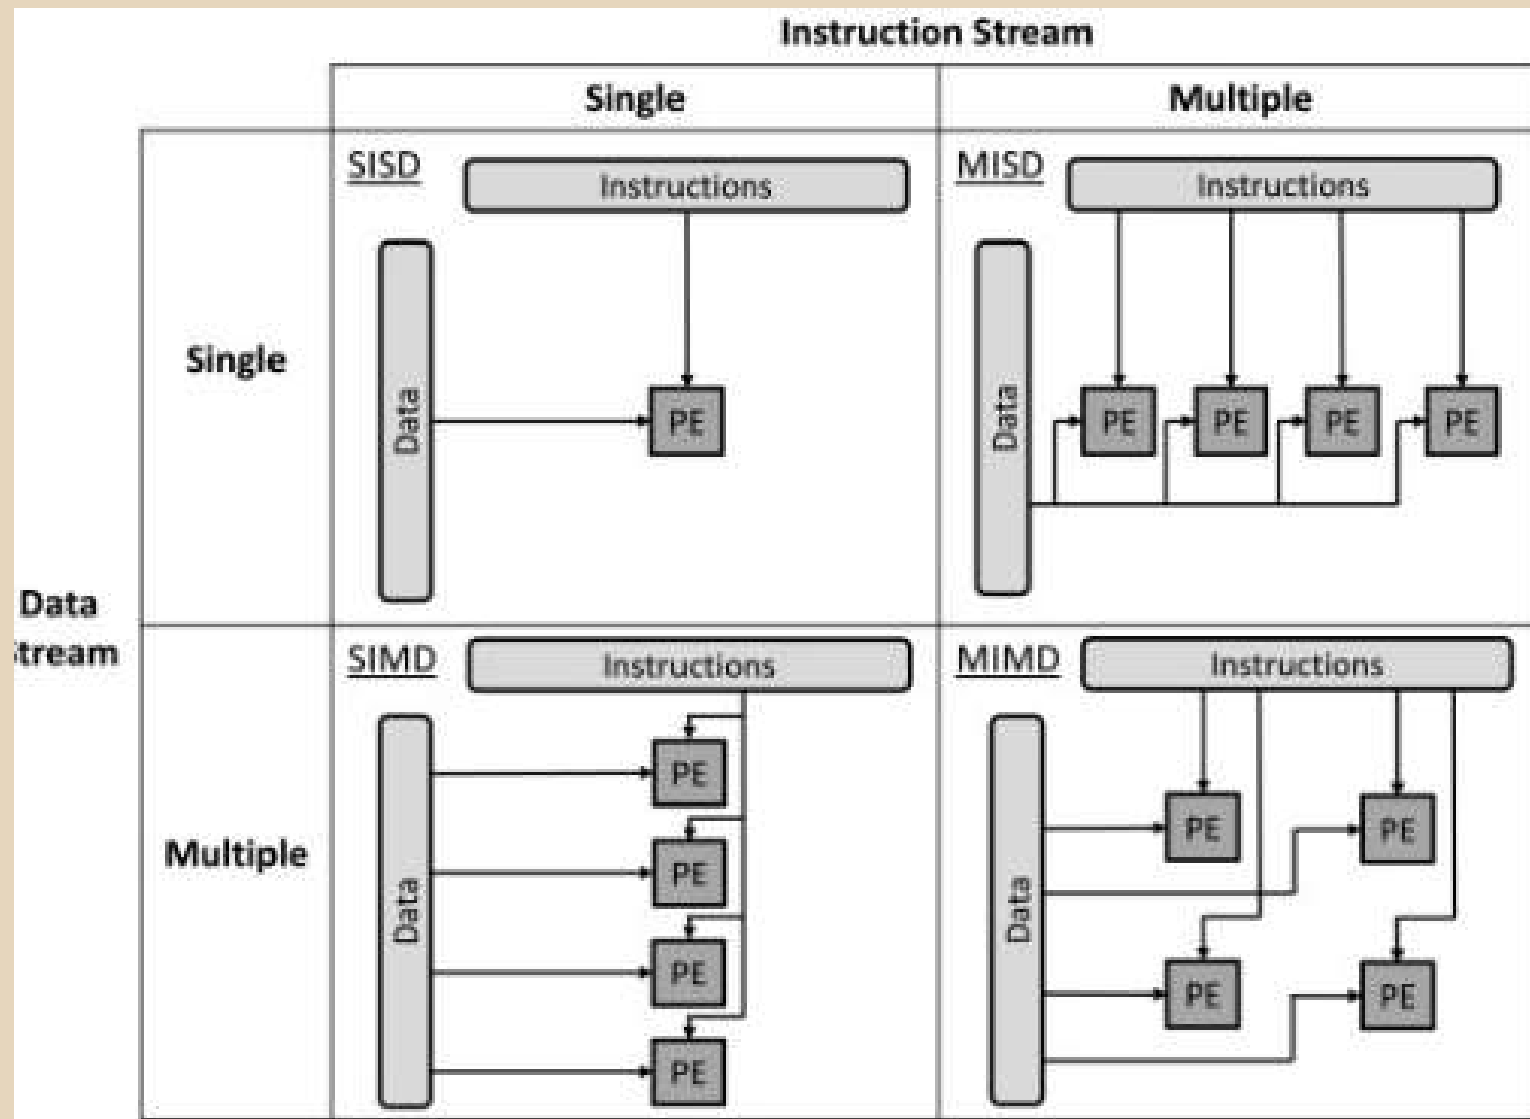 Instruction Stream
Single
Multiple
SISD
Instructions
MISD
Instructions
Single
Data
PE
Data
PE
PE
PE
PE
Data
Stream
SIMD
Instructions
MIMD
Instructions
Multiple
Data
PE
PE
PE
PE
Data
PE
PE
PE
PE